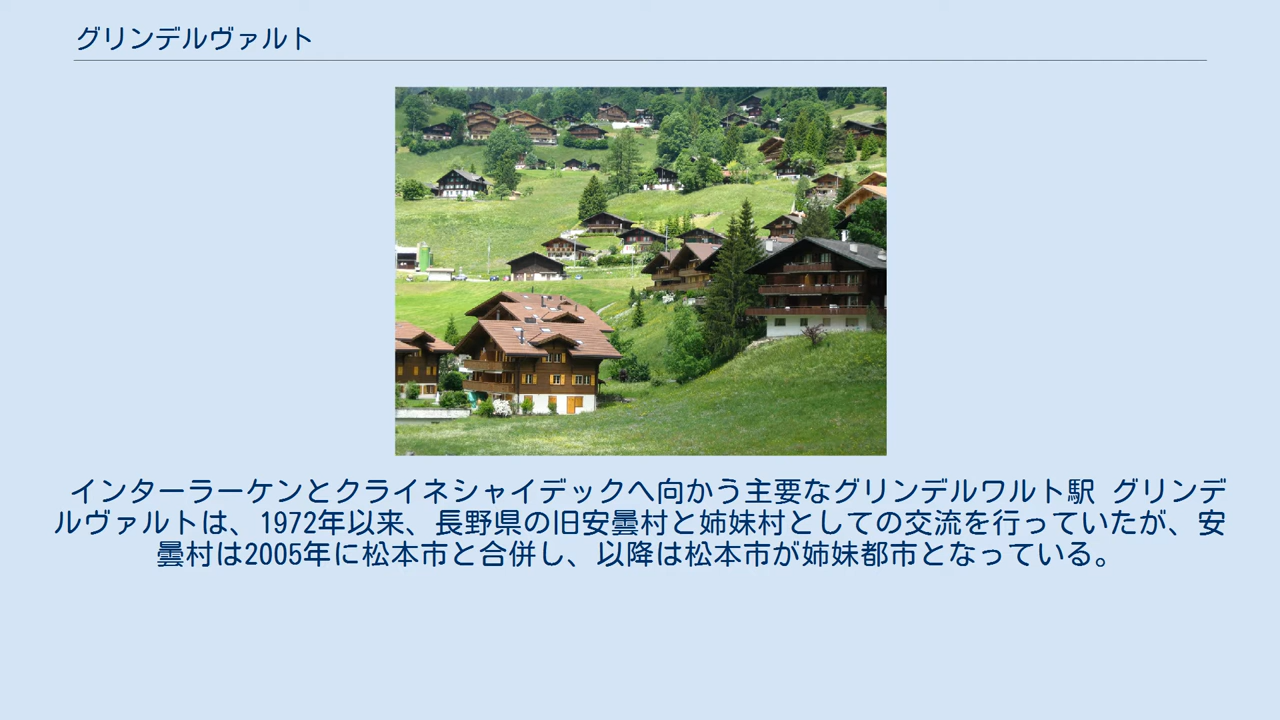 グリンデルヴァルト
インターラーケンとクライネシャイデックへ向かう主要なグリンデルワルト駅 グリンデ
ルヴァルトは、1972年以来、長野県の旧安曇村と姉妹村としての交流を行っていたが、安
曇村は2005年に松本市と合併し、以降は松本市が姉妹都市となっている。